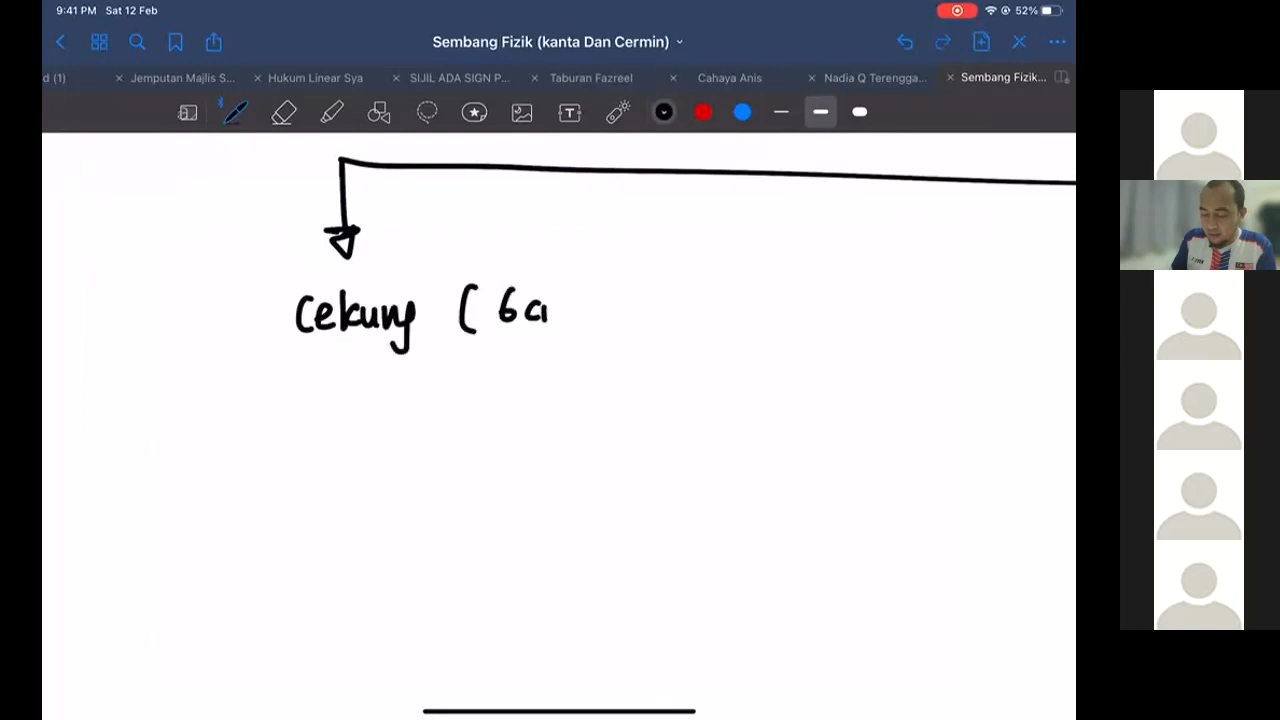 9:41 PM Sat 12 Feb 52%
Sembang Fizik (kanta Dan Cermin)
d (1) Jemputan Majlis S... Hukum Linear Sya SIJIL ADA SIGN P... Taburan Fazreel Cahaya Anis Nadia Q Terengga... Sembang Fizik...
T
Cekung ( 6a